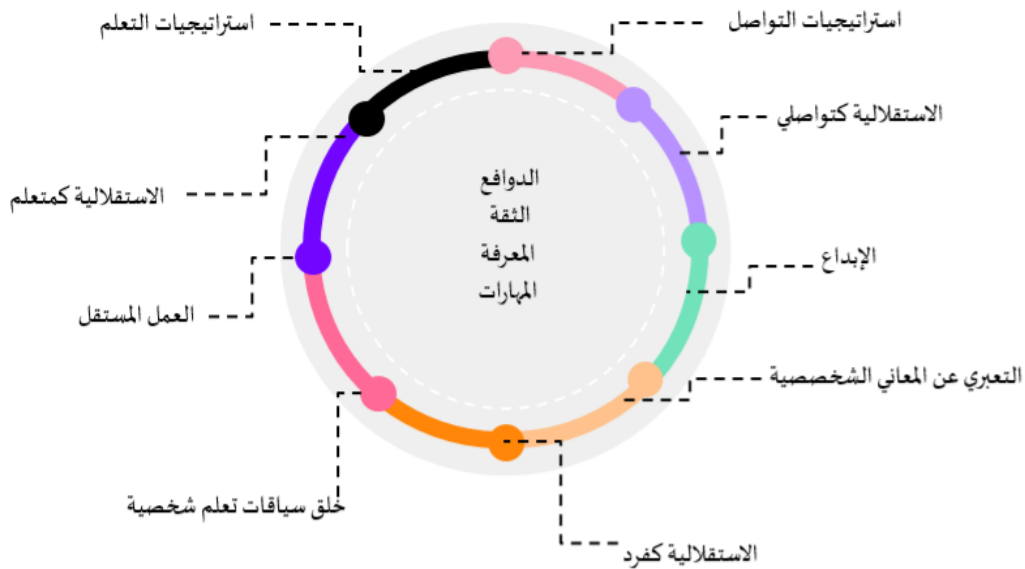 استراتيجيات التواصل
استراتيجيات التعلم
الاستقلالية كتواصلي
الدوافع
الثقة
المعرفة
المهارات
الاستقلالية كمتعلم
الإبداع
العمل المستقل
التعبري عن المعاني الشخصصية
خلق سياقات تعلم شخصية
الاستقلالية كفرد